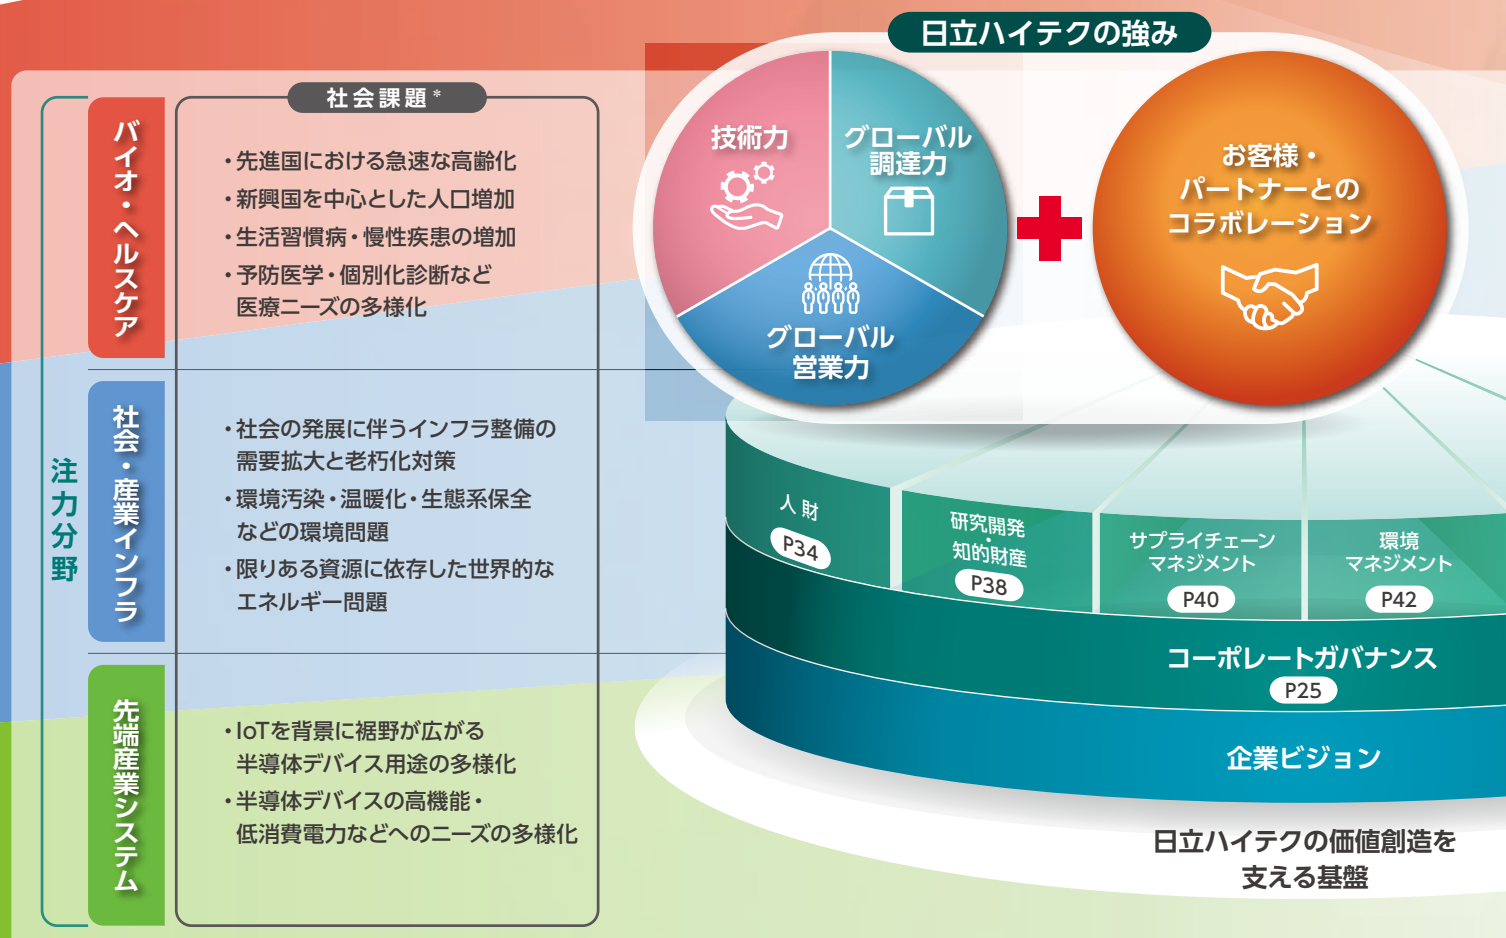 日立ハイテクの強み
注力分野
バイオ・ヘルスケア
社会課題*
・先進国における急速な高齢化
・新興国を中心とした人口増加
・生活習慣病・慢性疾患の増加
・予防医学・個別化診断など
医療ニーズの多様化
社会・産業インフラ
・社会の発展に伴うインフラ整備の
需要拡大と老朽化対策
・環境汚染・温暖化・生態系保全
などの環境問題
・限りある資源に依存した世界的な
エネルギー問題
先端産業システム
・IoTを背景に裾野が広がる
半導体デバイス用途の多様化
・半導体デバイスの高機能・
低消費電力などへのニーズの多様化
技術力
グローバル
調達力
グローバル
営業力
お客様・
パートナーとの
コラボレーション
人財
P34
研究開発
・
知的財産
P38
サプライチェーン
マネジメント
P40
環境
マネジメント
P42
コーポレートガバナンス
P25
企業ビジョン
日立ハイテクの価値創造を
支える基盤